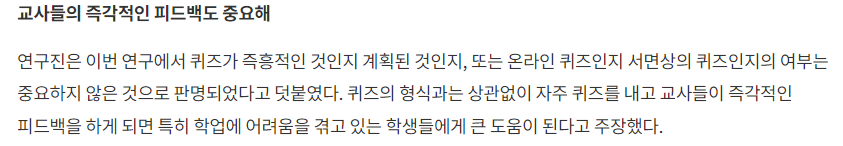 교사들의 즉각적인 피드백도 중요해
연구진은 이번 연구에서 퀴즈가 즉흥적인 것인지 계획된 것인지, 또는 온라인 퀴즈인지 서면상의 퀴즈인지의 여부는
중요하지 않은 것으로 판명되었다고 덧붙였다. 퀴즈의 형식과는 상관없이 자주 퀴즈를 내고 교사들이 즉각적인
피드백을 하게 되면 특히 학업에 어려움을 겪고 있는 학생들에게 큰 도움이 된다고 주장했다.